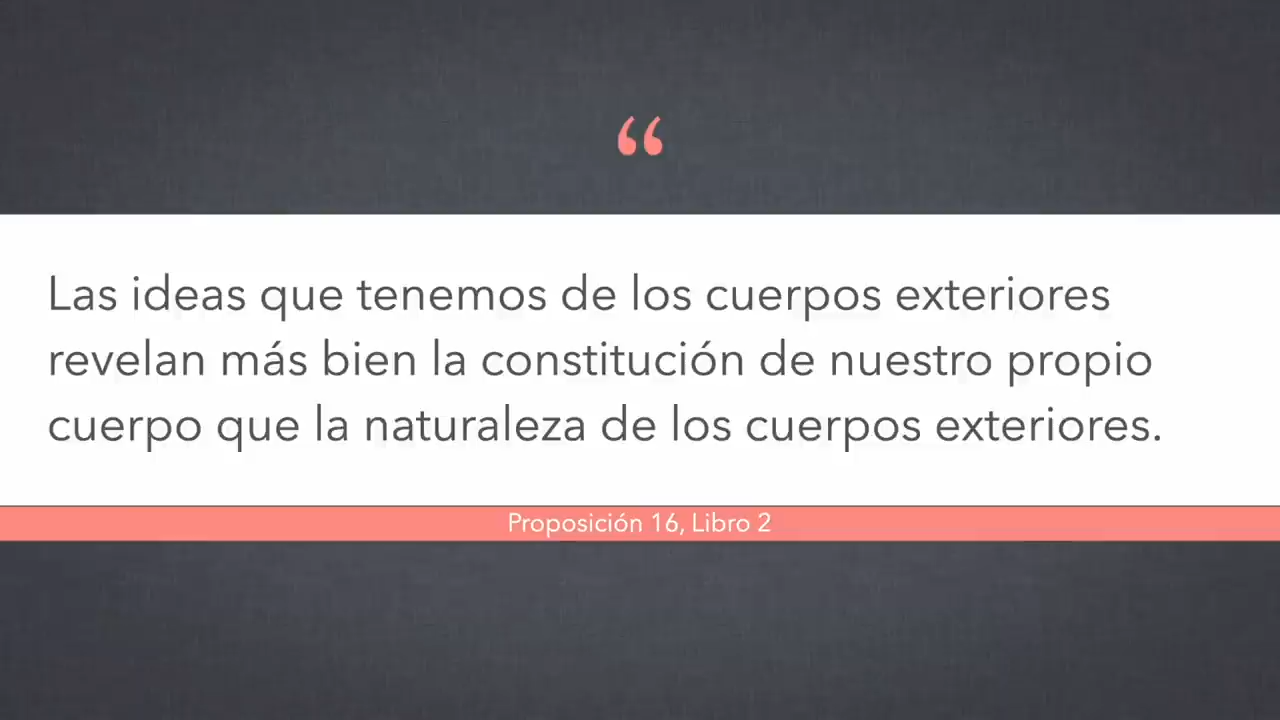 “
Las ideas que tenemos de los cuerpos exteriores
revelan más bien la constitución de nuestro propio
cuerpo que la naturaleza de los cuerpos exteriores.
Proposición 16, Libro 2